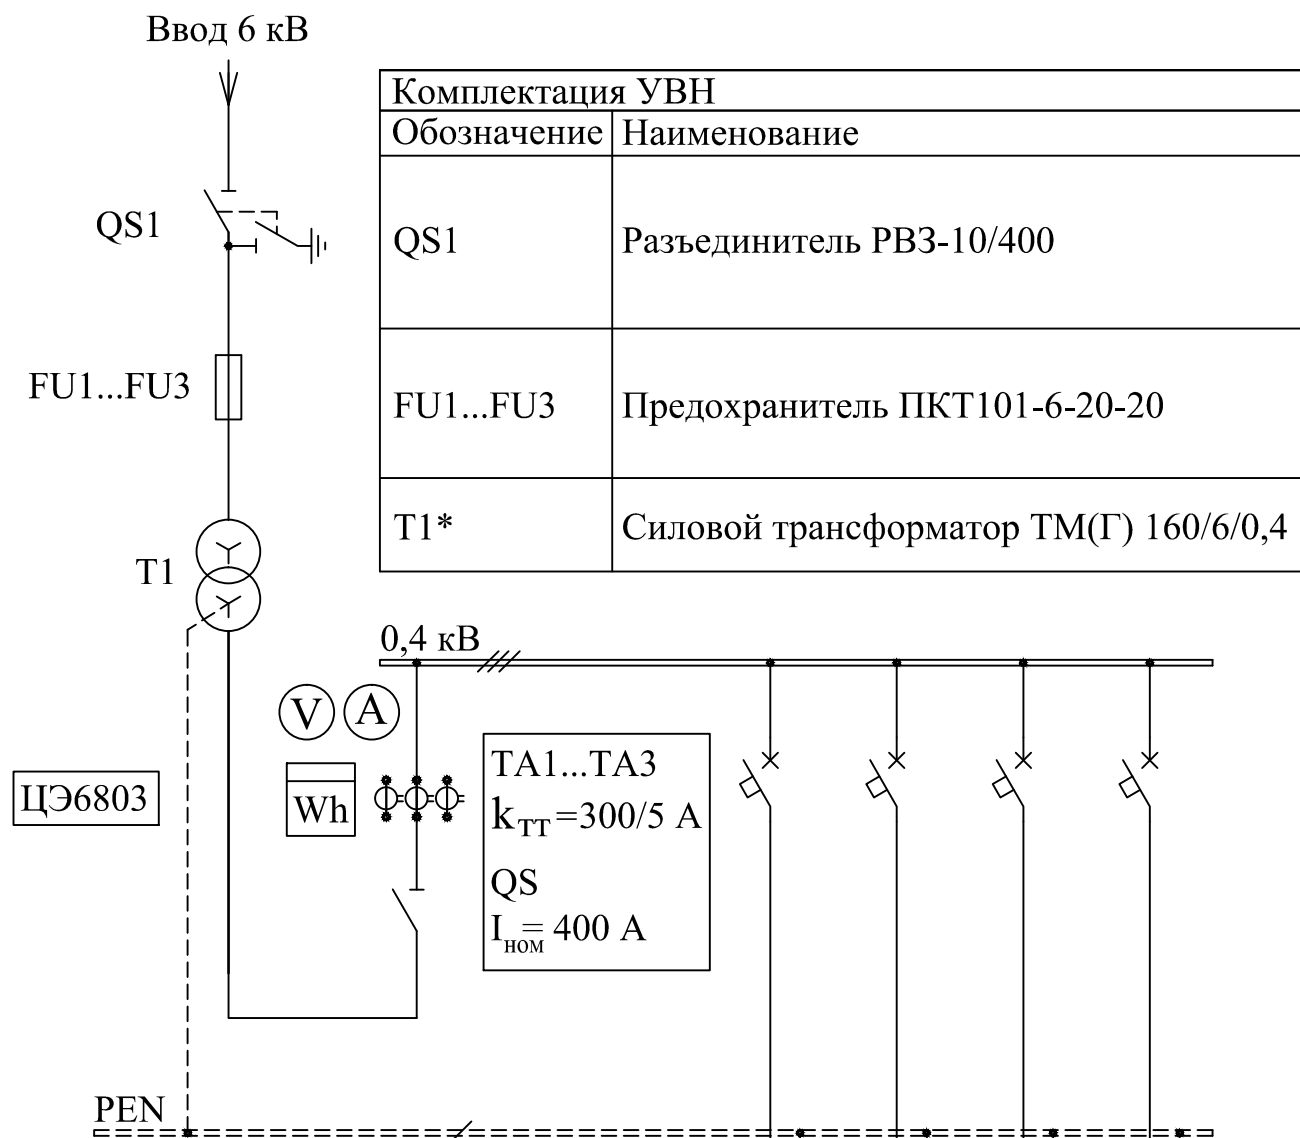 Ввод 6 кВ
Комплектация УВН
Обозначение Наименование
QS1
QS1 Разъединитель РВЗ-10/400
FU1...FU3
FU1...FU3 Предохранитель ПКТ101-6-20-20
T1
T1* Силовой трансформатор ТМ(Г) 160/6/0,4
0,4 кВ
V A
ЦЭ6803
Wh
TA1...TA3
kТТ=300/5 А
QS
Iном= 400 А
PEN